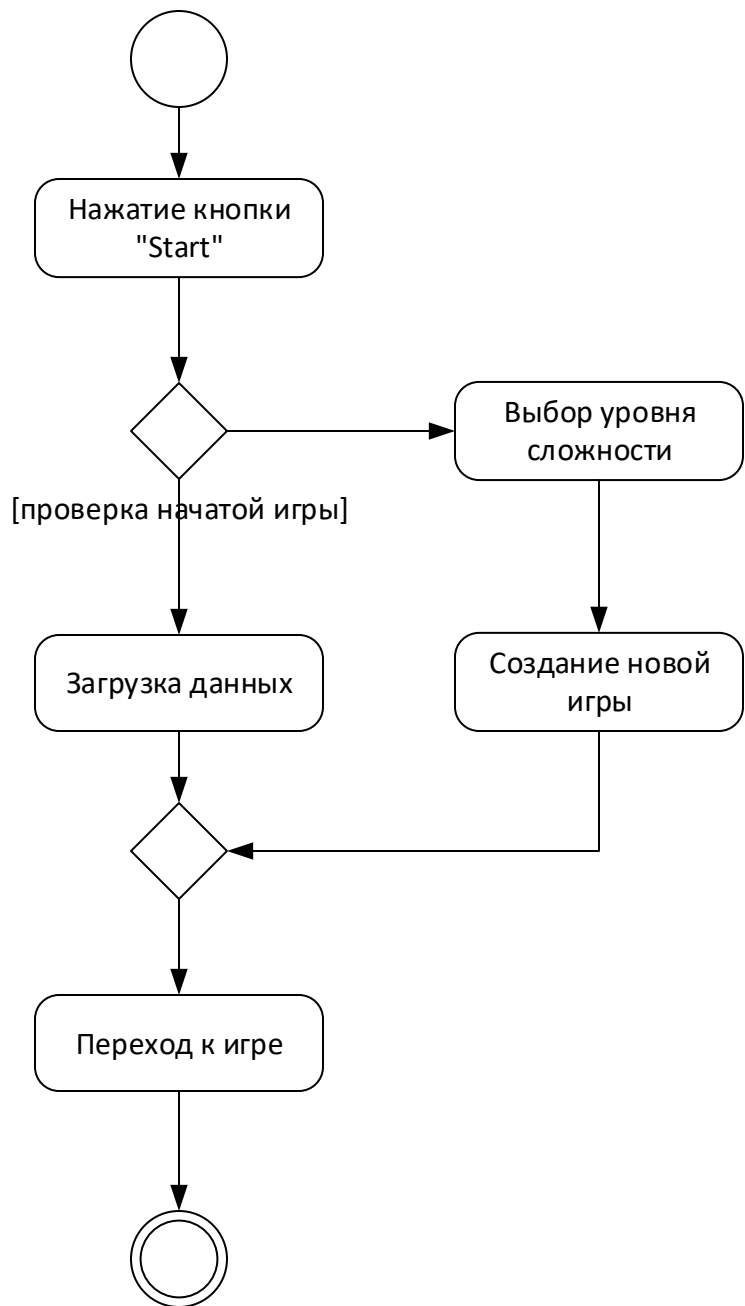 Нажатие кнопки
"Start"
Выбор уровня
сложности
[проверка начатой игры]
Загрузка данных
Создание новой
игры
Переход к игре